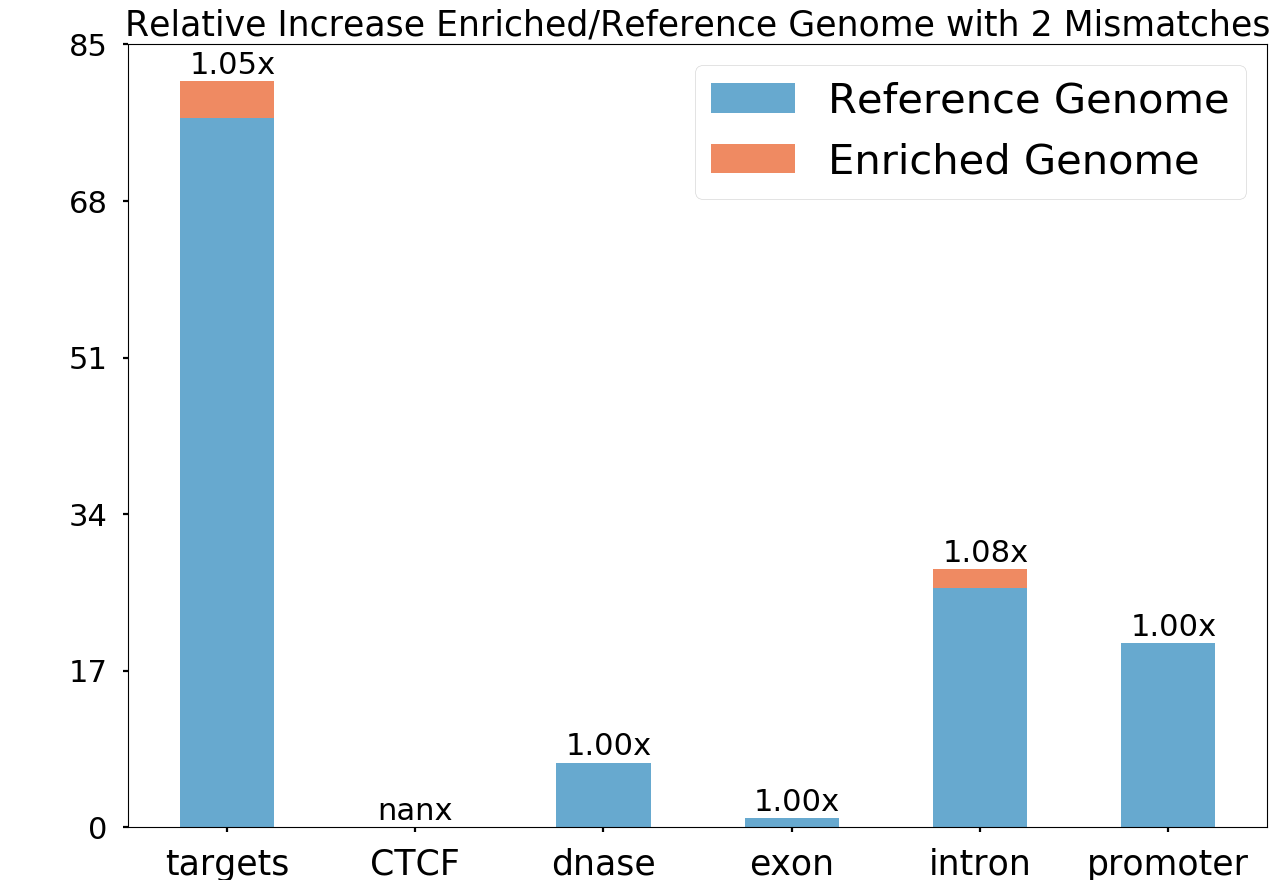 Relative Increase Enriched/Reference Genome with 2 Mismatches
85
1.05x
Reference Genome
Enriched Genome
68
51
34
1.08x
1.00x
17
1.00x
1.00x
nanx
0
targets CTCF dnase exon intron promoter